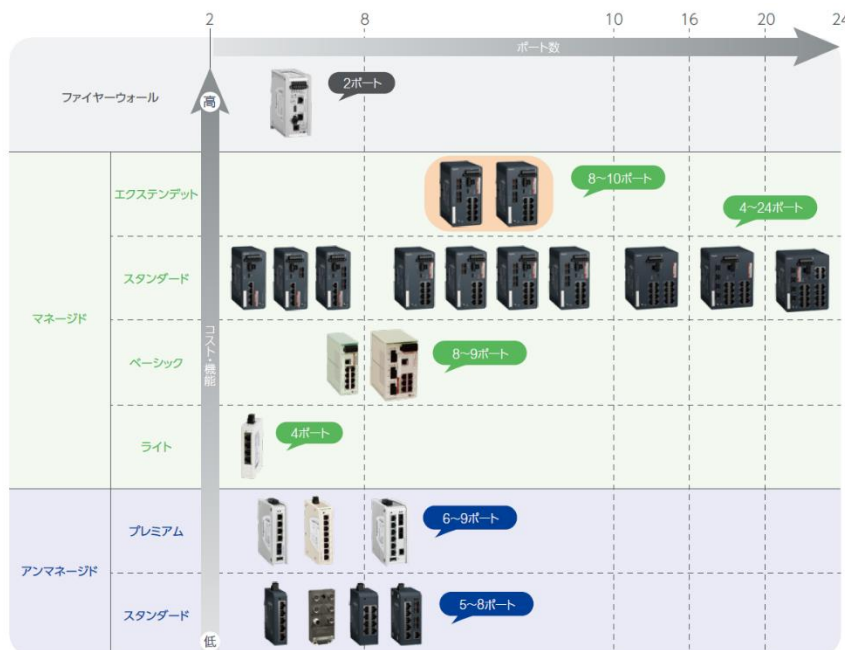 2 8 10 16 20 24
ポート数
ファイヤーウォール
高
2ポート
エクステンデット
8〜10ポート
4〜24ポート
スタンダード
マネージド
コスト・機能
ベーシック
8〜9ポート
ライト
4ポート
プレミアム
6〜9ポート
アンマネージド
スタンダード
5〜8ポート
低